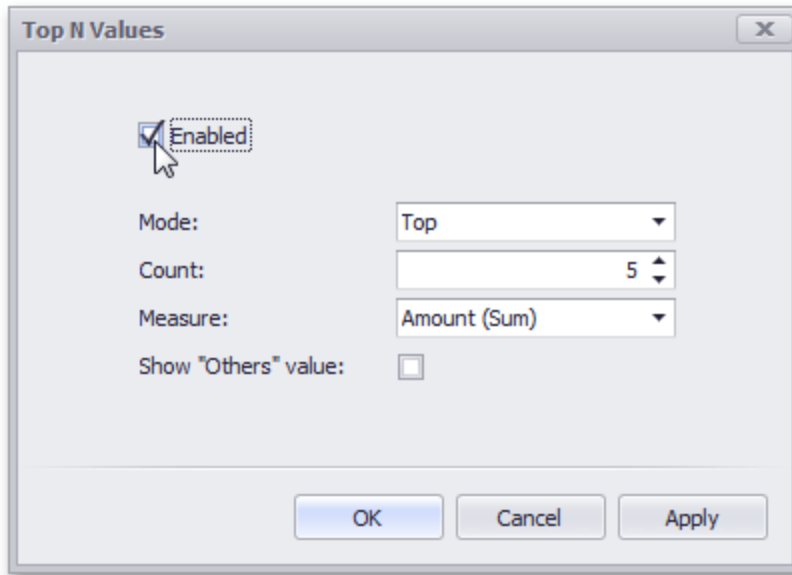 Top N Values
Enabled
Mode: Top
Count: 5
Measure: Amount (Sum)
Show "Others" value:
OK Cancel Apply